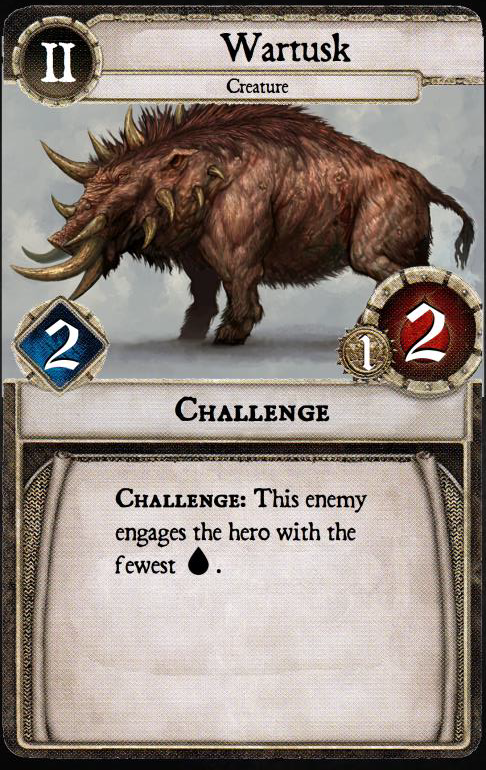 II
Wartusk
Creature
2
1
2
CHALLENGE
CHALLENGE: This enemy
engages the hero with the
fewest .